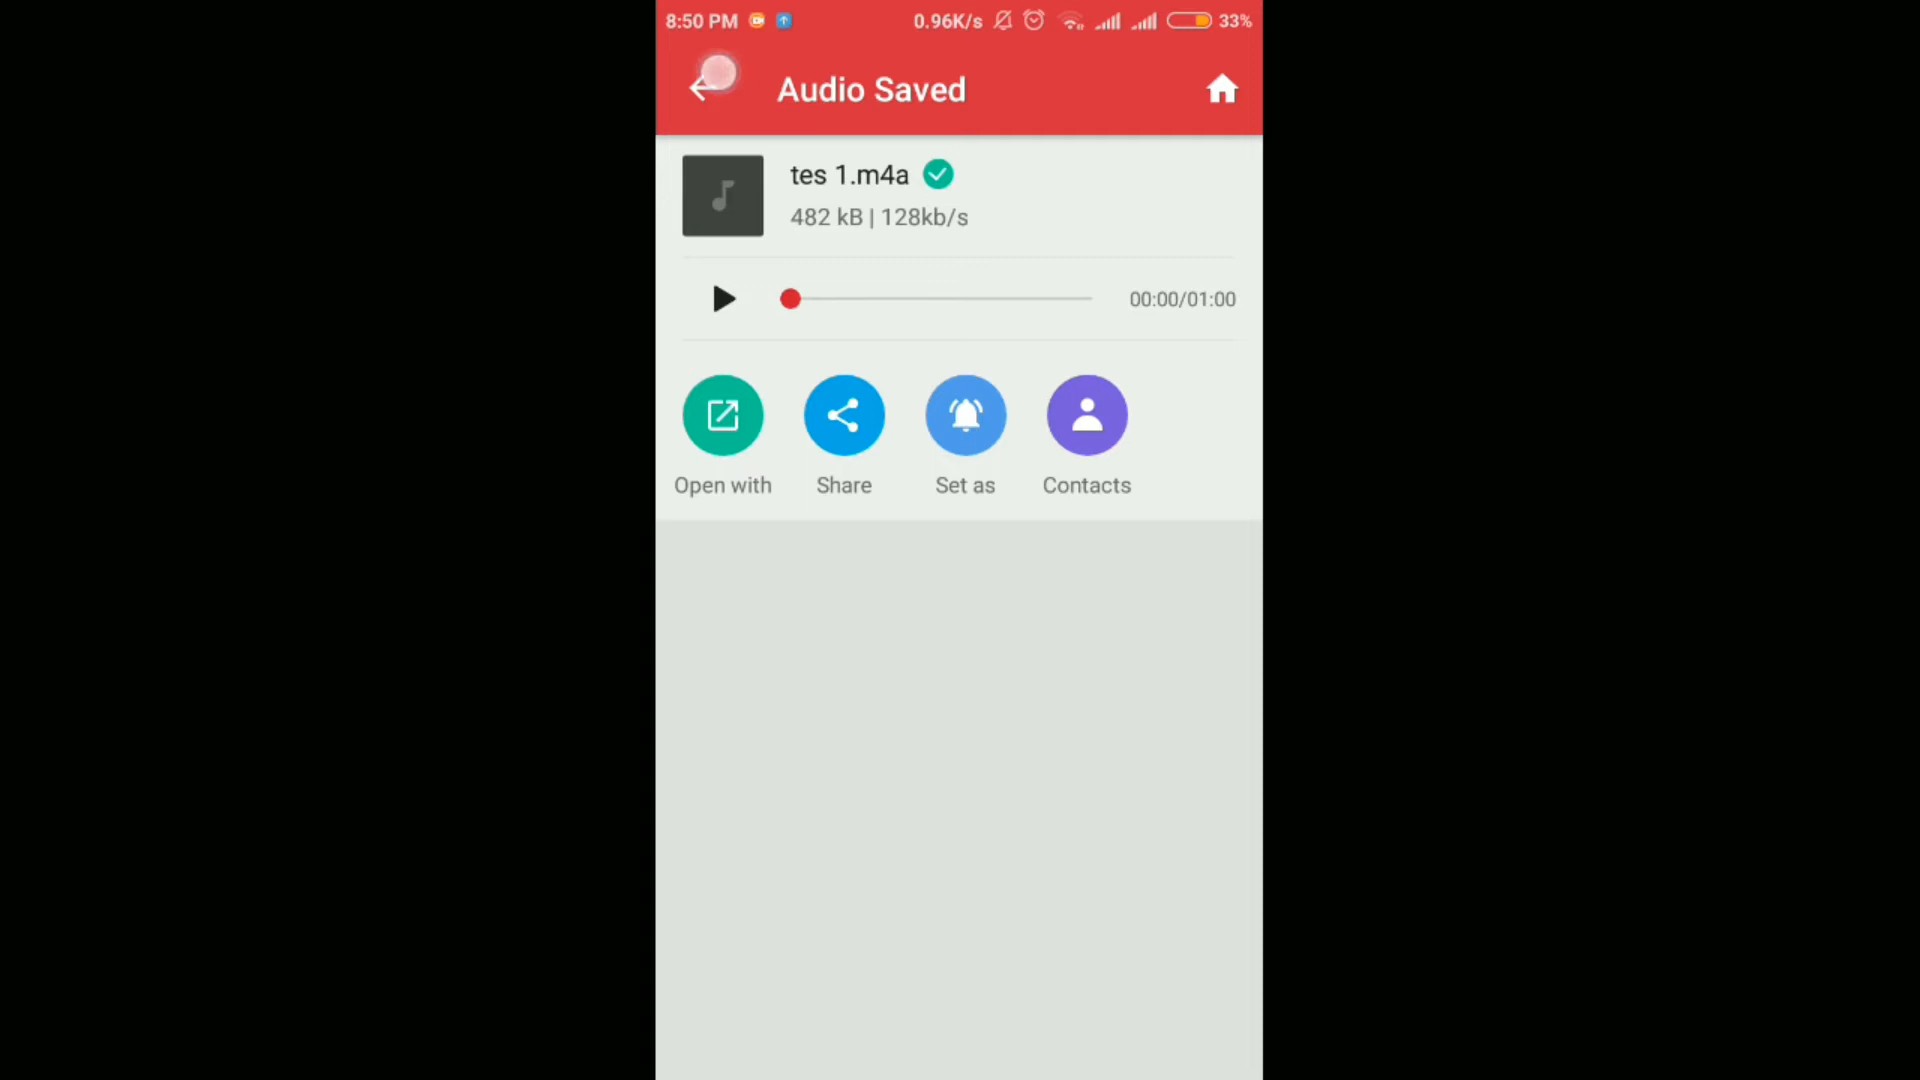 8:50 PM 0.96K/s 33%
Audio Saved
tes 1.m4a
482 kB | 128kb/s
00:00/01:00
Open with Share Set as Contacts